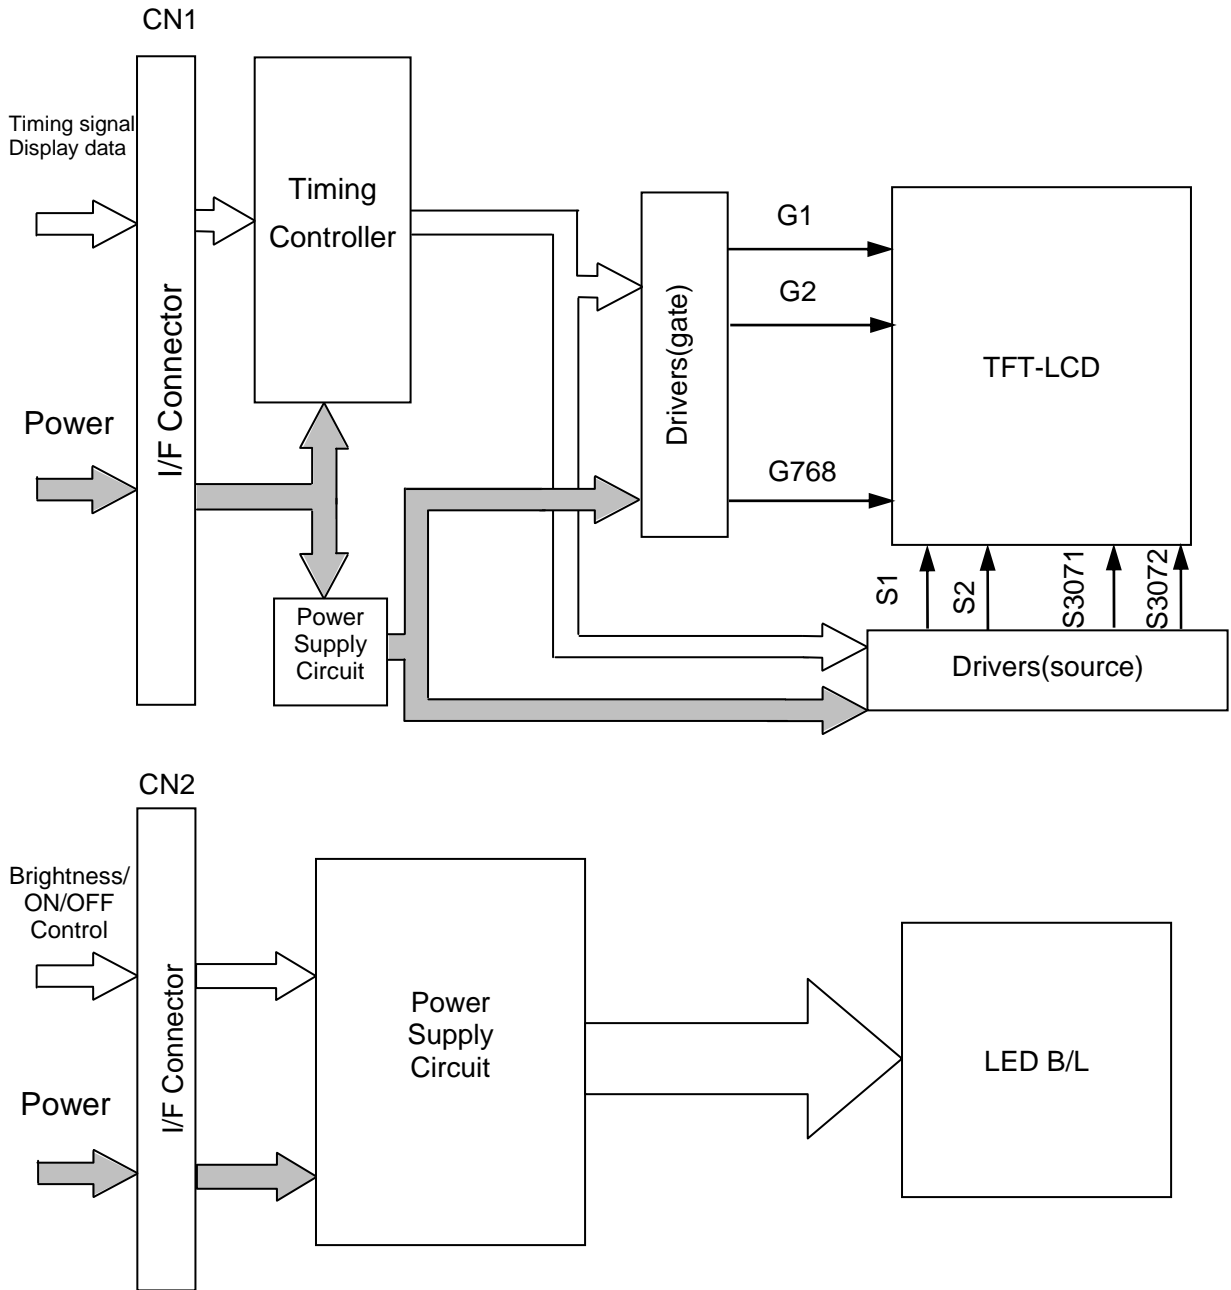 CN1
Timing signal
Display data
Timing
Controller
I/F Connector
Power
Drivers(gate)
G1
G2
G768
TFT-LCD
S1
S2
S3071
S3072
Power
Supply
Circuit
Drivers(source)
CN2
Brightness/
ON/OFF
Control
I/F Connector
Power
Power
Supply
Circuit
LED B/L